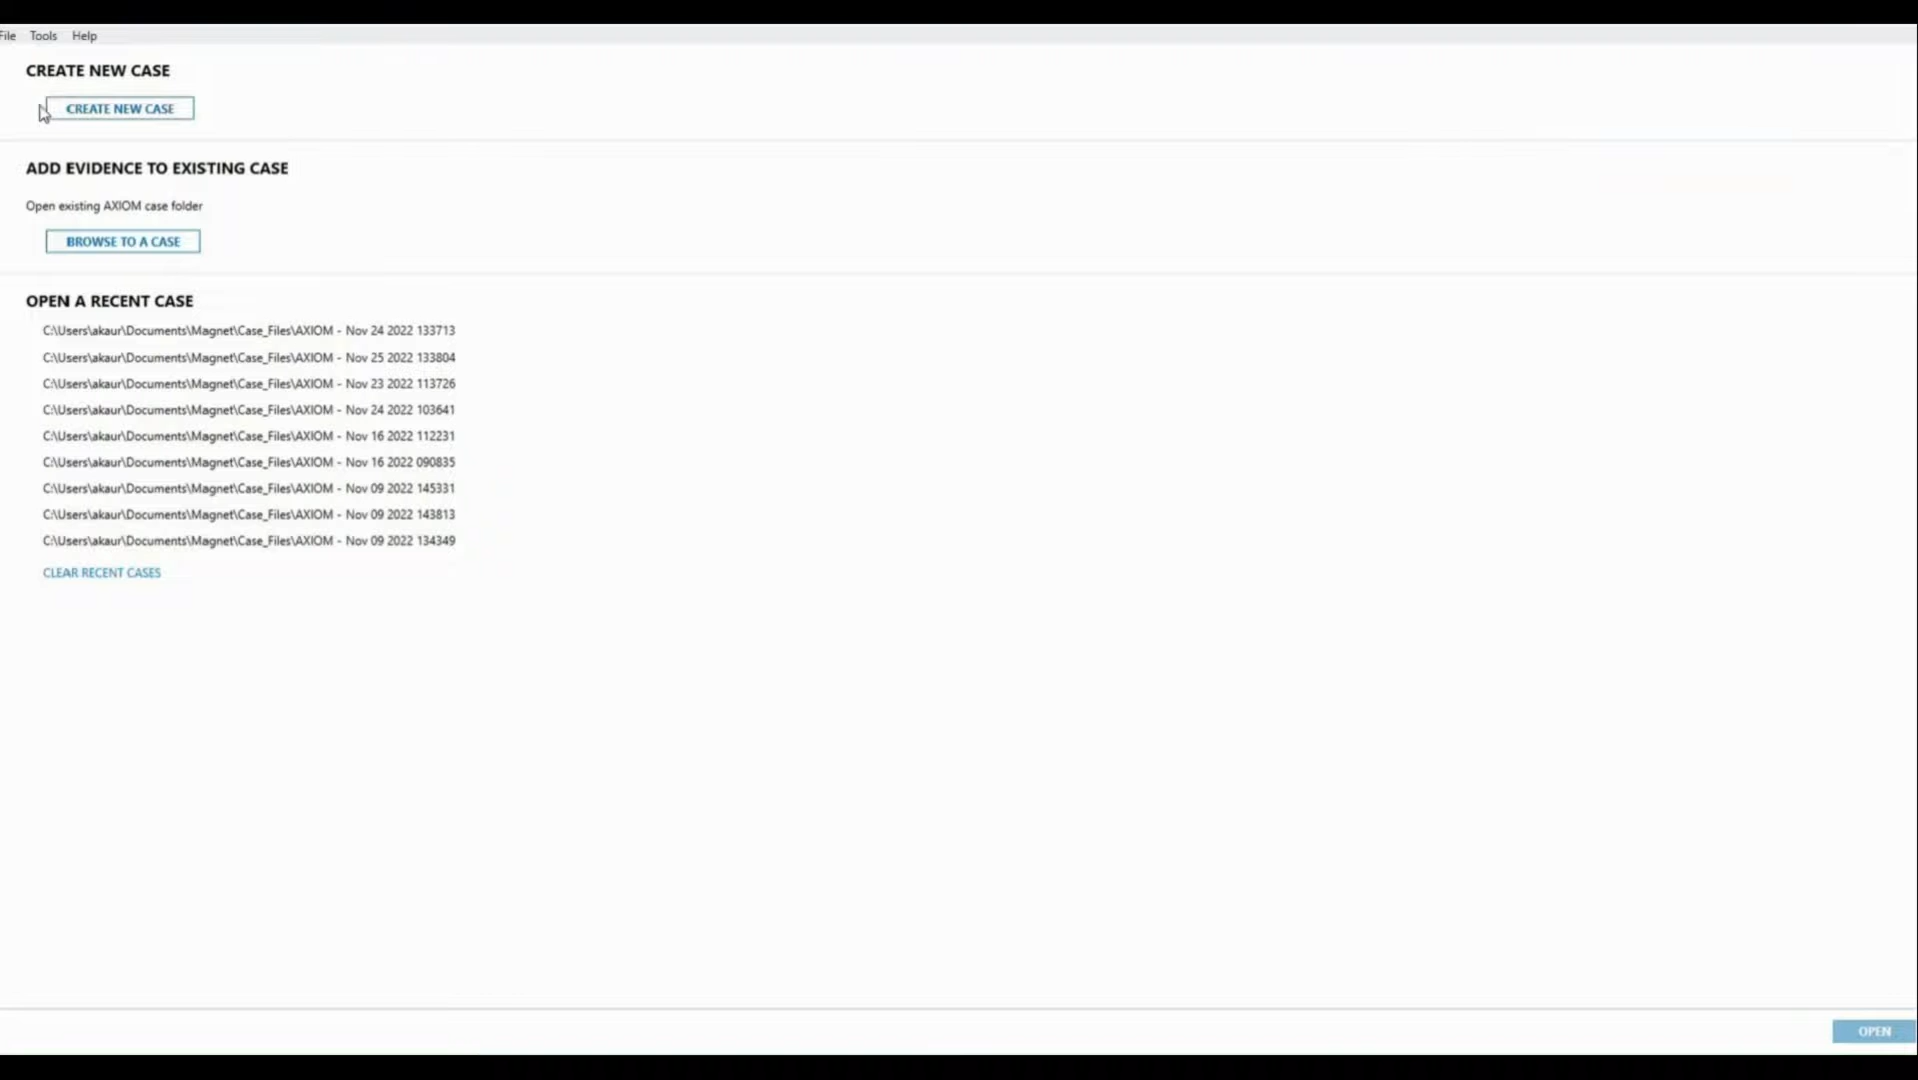 File Tools Help
CREATE NEW CASE
CREATE NEW CASE
ADD EVIDENCE TO EXISTING CASE
Open existing AXIOM case folder
BROWSE TO A CASE
OPEN A RECENT CASE
C:\Users\akaur\Documents\Magnet\Case_Files\AXIOM - Nov 24 2022 133713
C:\Users\akaur\Documents\Magnet\Case_Files\AXIOM - Nov 25 2022 133804
C:\Users\akaur\Documents\Magnet\Case_Files\AXIOM - Nov 23 2022 113726
C:\Users\akaur\Documents\Magnet\Case_Files\AXIOM - Nov 24 2022 103641
C:\Users\akaur\Documents\Magnet\Case_Files\AXIOM - Nov 16 2022 112231
C:\Users\akaur\Documents\Magnet\Case_Files\AXIOM - Nov 16 2022 090835
C:\Users\akaur\Documents\Magnet\Case_Files\AXIOM - Nov 09 2022 145331
C:\Users\akaur\Documents\Magnet\Case_Files\AXIOM - Nov 09 2022 143813
C:\Users\akaur\Documents\Magnet\Case_Files\AXIOM - Nov 09 2022 134349
CLEAR RECENT CASES
OPEN